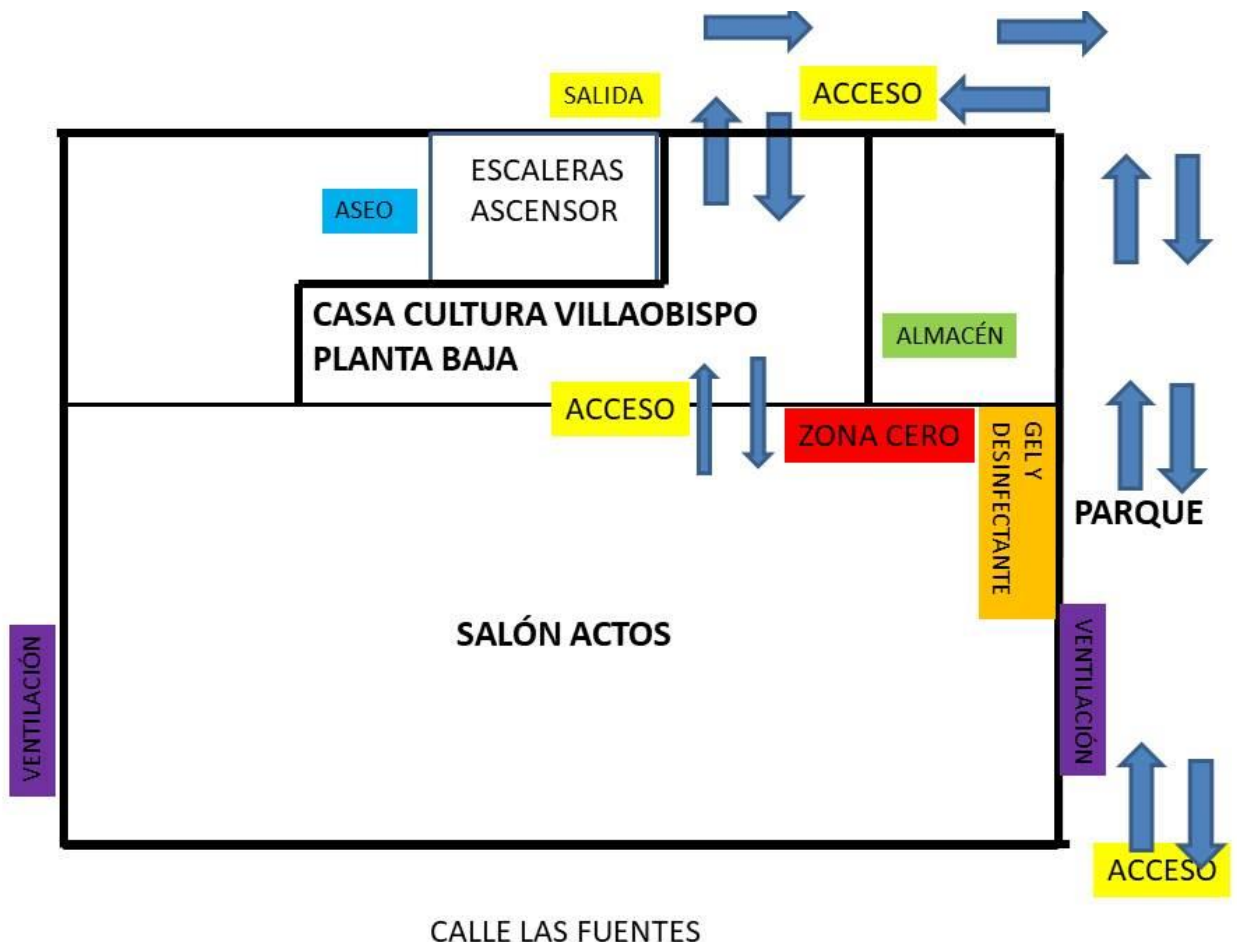 SALIDA
ACCESO
ESCALERAS
ASCENSOR
ASEO
CASA CULTURA VILLAOBISPO
PLANTA BAJA
ALMACÉN
ACCESO
ZONA CERO
GEL Y
DESINFECTANTE
PARQUE
SALÓN ACTOS
VENTILACIÓN
VENTILACIÓN
ACCESO
CALLE LAS FUENTES